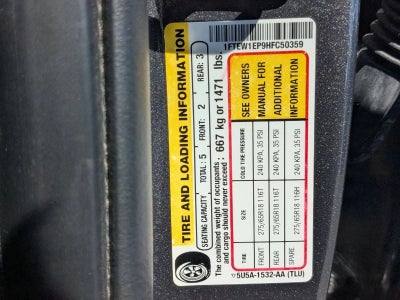 1FTEW1EP9HFC50359
TIRE AND LOADING INFORMATION
SEATING CAPACITY TOTAL: 5 FRONT: 2 REAR: 3
The combined weight of occupants and cargo should never exceed: 667 kg or 1471 lbs.
TIRE COLD TIRE PRESSURE
FRONT 275/65R18 116T 240 KPA, 35 PSI
REAR 275/65R18 116T 240 KPA, 35 PSI
SPARE 275/65R18 116H 240 KPA, 35 PSI
SEE OWNERS
MANUAL FOR
ADDITIONAL
INFORMATION
5U5A-1532-AA (TLU)